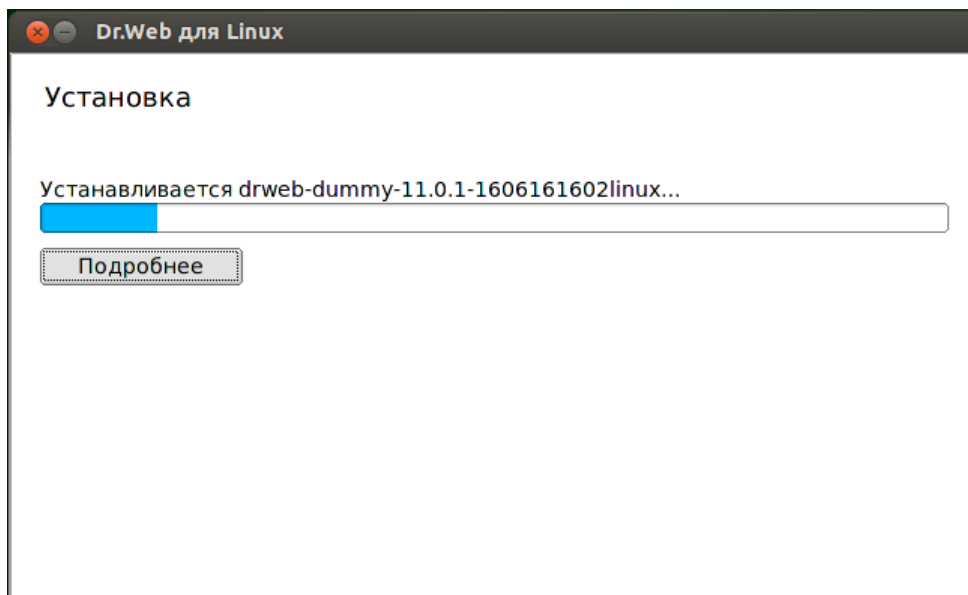 Dr.Web для Linux
Установка
Устанавливается drweb-dummy-11.0.1-1606161602linux...
Подробнее